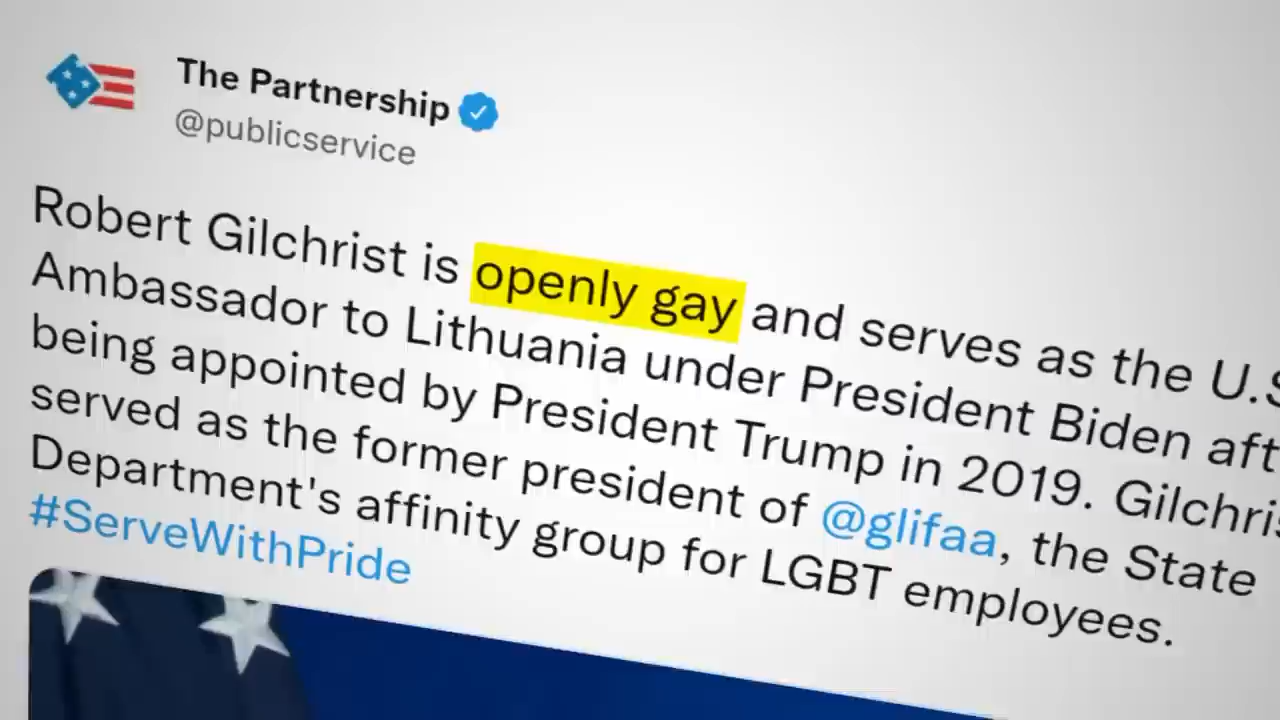 The Partnership
@publicservice
Robert Gilchrist is openly gay and serves as the U.S
Ambassador to Lithuania under President Biden aft
being appointed by President Trump in 2019. Gilchris
served as the former president of @glifaa, the State
Department's affinity group for LGBT employees.
#ServeWithPride